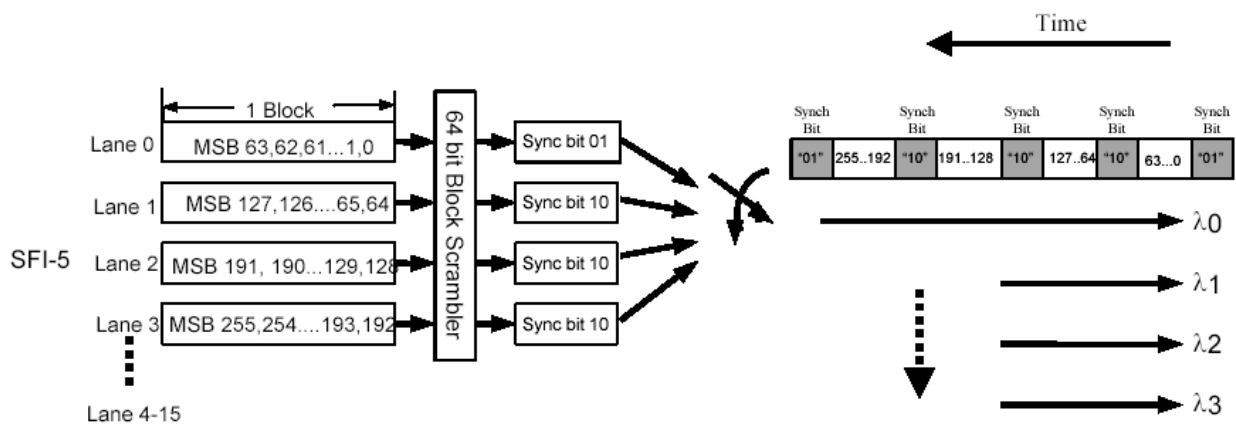 Time
1 Block
Lane 0
MSB 63,62,61...1,0
Lane 1
MSB 127,126....65,64
SFI-5
Lane 2
MSB 191, 190...129,128
Lane 3
MSB 255,254....193,192
Lane 4-15
64 bit Block Scrambler
Sync bit 01
Sync bit 10
Sync bit 10
Sync bit 10
Synch Bit
Synch Bit
Synch Bit
Synch Bit
Synch Bit
"01" 255..192 "10" 191..128 "10" 127..64 "10" 63...0 "01"
λ0
λ1
λ2
λ3